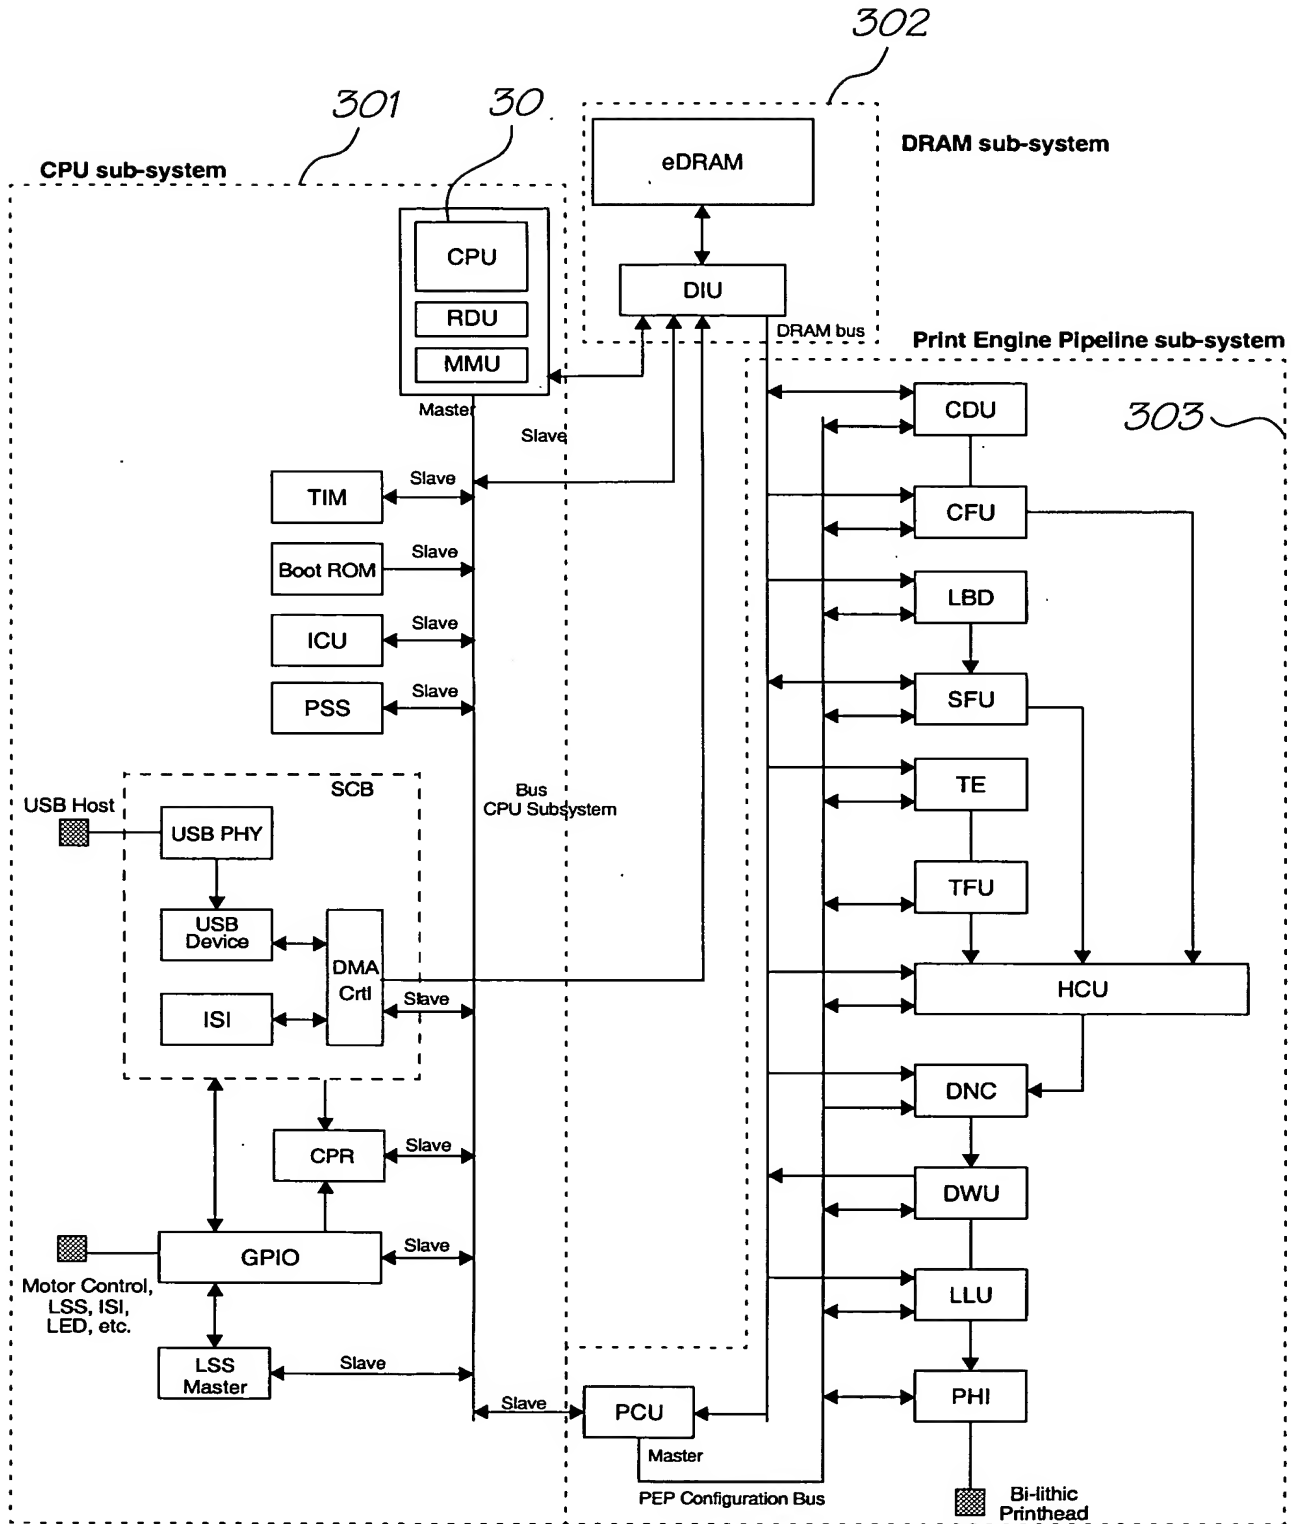 302
301
30
CPU sub-system
eDRAM
DRAM sub-system
CPU
RDU
MMU
DIU
DRAM bus
Print Engine Pipeline sub-system
303
Master
Slave
CDU
TIM
Slave
CFU
Boot ROM
Slave
LBD
ICU
Slave
PSS
Slave
SFU
SCB
Bus
CPU Subsystem
TE
USB Host
USB PHY
TFU
USB
Device
DMA
Crtl
Slave
ISI
HCU
DNC
CPR
Slave
DWU
GPIO
Slave
Motor Control,
LSS, ISI,
LED, etc.
LLU
LSS
Master
Slave
Slave
PCU
PHI
Master
PEP Configuration Bus
Bi-lithic
Printhead